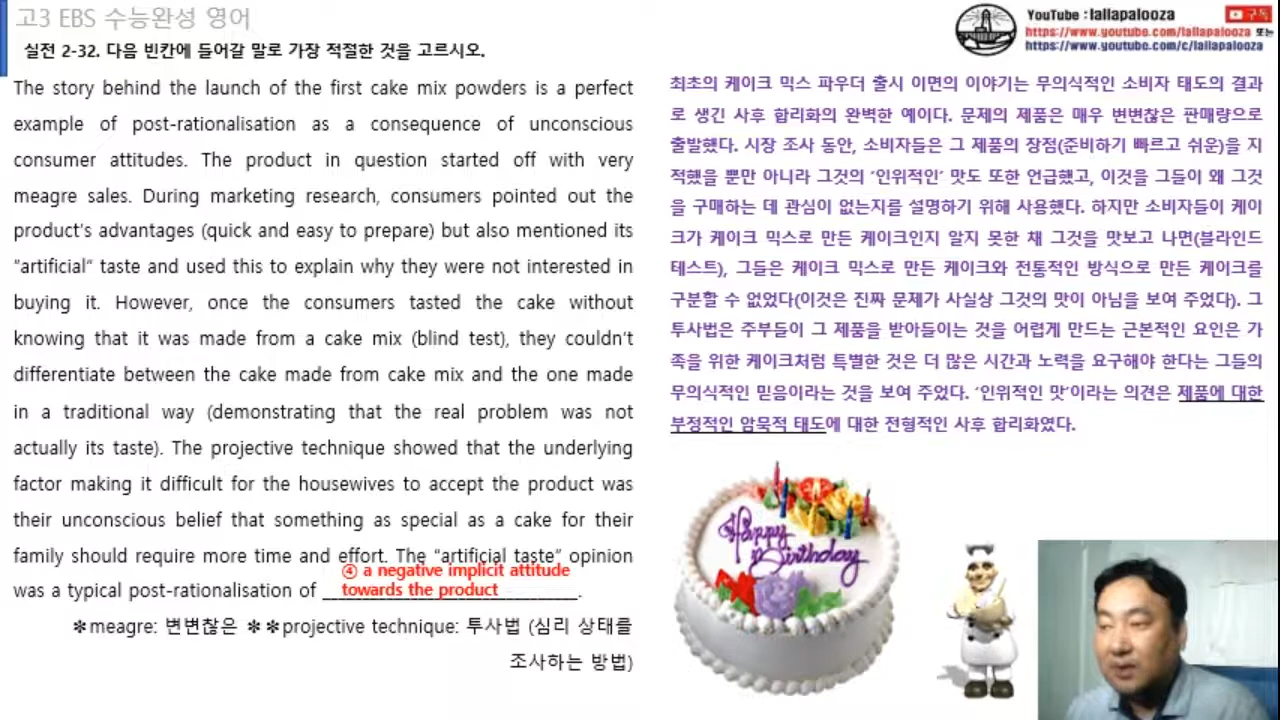 고3 EBS 수능완성 영어
실전 2-32. 다음 빈칸에 들어갈 말로 가장 적절한 것을 고르시오.
The story behind the launch of the first cake mix powders is a perfect
example of post-rationalisation as a consequence of unconscious
consumer attitudes. The product in question started off with very
meagre sales. During marketing research, consumers pointed out the
product's advantages (quick and easy to prepare) but also mentioned its
"artificial" taste and used this to explain why they were not interested in
buying it. However, once the consumers tasted the cake without
knowing that it was made from a cake mix (blind test), they couldn't
differentiate between the cake made from cake mix and the one made
in a traditional way (demonstrating that the real problem was not
actually its taste). The projective technique showed that the underlying
factor making it difficult for the housewives to accept the product was
their unconscious belief that something as special as a cake for their
family should require more time and effort. The "artificial taste" opinion
④ a negative implicit attitude
was a typical post-rationalisation of towards the product.
✻meagre: 변변찮은 ✻✻projective technique: 투사법 (심리 상태를
조사하는 방법)
YouTube : lallapalooza
구독
https://www.youtube.com/lallapalooza 또는
https://www.youtube.com/c/lallapalooza
최초의 케이크 믹스 파우더 출시 이면의 이야기는 무의식적인 소비자 태도의 결과
로 생긴 사후 합리화의 완벽한 예이다. 문제의 제품은 매우 변변찮은 판매량으로
출발했다. 시장 조사 동안, 소비자들은 그 제품의 장점(준비하기 빠르고 쉬운)을 지
적했을 뿐만 아니라 그것의 '인위적인' 맛도 또한 언급했고, 이것을 그들이 왜 그것
을 구매하는 데 관심이 없는지를 설명하기 위해 사용했다. 하지만 소비자들이 케이
크가 케이크 믹스로 만든 케이크인지 알지 못한 채 그것을 맛보고 나면(블라인드
테스트), 그들은 케이크 믹스로 만든 케이크와 전통적인 방식으로 만든 케이크를
구분할 수 없었다(이것은 진짜 문제가 사실상 그것의 맛이 아님을 보여 주었다). 그
투사법은 주부들이 그 제품을 받아들이는 것을 어렵게 만드는 근본적인 요인은 가
족을 위한 케이크처럼 특별한 것은 더 많은 시간과 노력을 요구해야 한다는 그들의
무의식적인 믿음이라는 것을 보여 주었다. '인위적인 맛'이라는 의견은 제품에 대한
부정적인 암묵적 태도에 대한 전형적인 사후 합리화였다.
Happy
Birthday